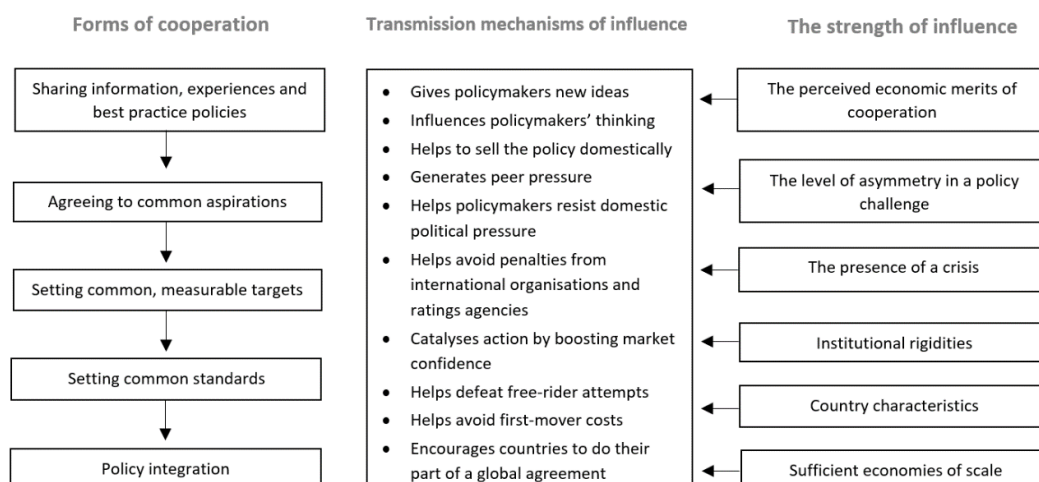 Forms of cooperation
Sharing information, experiences and
best practice policies
Agreeing to common aspirations
Setting common, measurable targets
Setting common standards
Policy integration
Transmission mechanisms of influence
• Gives policymakers new ideas
• Influences policymakers’ thinking
• Helps to sell the policy domestically
• Generates peer pressure
• Helps policymakers resist domestic
political pressure
• Helps avoid penalties from
international organisations and
ratings agencies
• Catalyses action by boosting market
confidence
• Helps defeat free-rider attempts
• Helps avoid first-mover costs
• Encourages countries to do their
part of a global agreement
The strength of influence
The perceived economic merits of
cooperation
The level of asymmetry in a policy
challenge
The presence of a crisis
Institutional rigidities
Country characteristics
Sufficient economies of scale